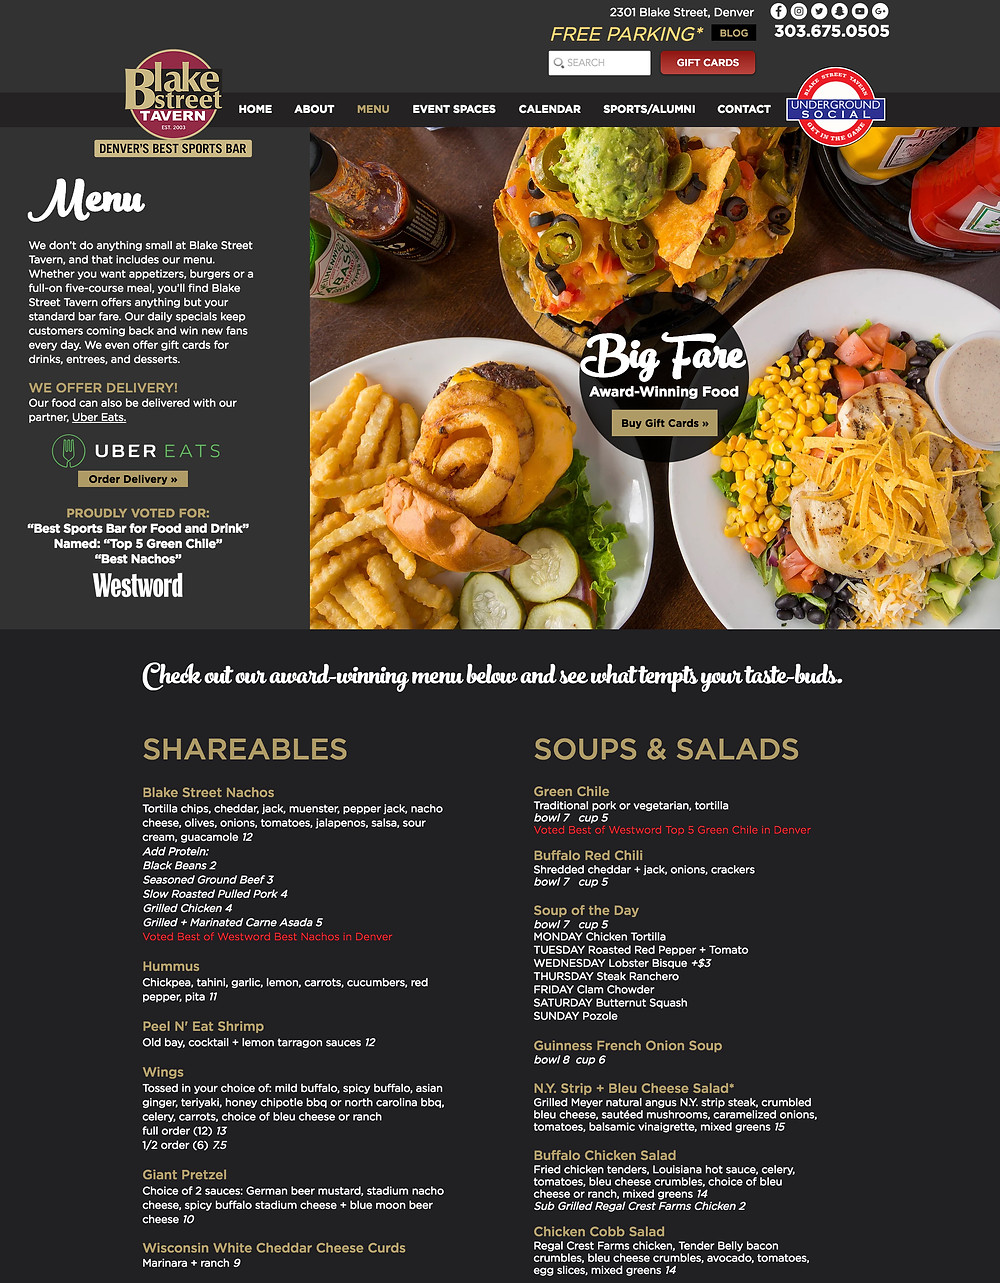 2301 Blake Street, Denver
FREE PARKING*
BLOG
303.675.0505
SEARCH
GIFT CARDS
Blake
Street
TAVERN
EST. 2003
DENVER'S BEST SPORTS BAR
HOME ABOUT MENU EVENT SPACES CALENDAR SPORTS/ALUMNI CONTACT
BLAKE STREET TAVERN
UNDERGROUND
SOCIAL
GET IN THE GAME
Menu
We don't do anything small at Blake Street
Tavern, and that includes our menu.
Whether you want appetizers, burgers or a
full-on five-course meal, you'll find Blake
Street Tavern offers anything but your
standard bar fare. Our daily specials keep
customers coming back and win new fans
every day. We even offer gift cards for
drinks, entrees, and desserts.
WE OFFER DELIVERY!
Our food can also be delivered with our
partner, Uber Eats.
UBER EATS
Order Delivery »
PROUDLY VOTED FOR:
“Best Sports Bar for Food and Drink”
Named: “Top 5 Green Chile”
“Best Nachos”
Westword
Big Fare
Award-Winning Food
Buy Gift Cards »
Check out our award-winning menu below and see what tempts your taste-buds.
SHAREABLES
Blake Street Nachos
Tortilla chips, cheddar, jack, muenster, pepper jack, nacho
cheese, olives, onions, tomatoes, jalapenos, salsa, sour
cream, guacamole 12
Add Protein:
Black Beans 2
Seasoned Ground Beef 3
Slow Roasted Pulled Pork 4
Grilled Chicken 4
Grilled + Marinated Carne Asada 5
Voted Best of Westword Best Nachos in Denver
Hummus
Chickpea, tahini, garlic, lemon, carrots, cucumbers, red
pepper, pita 11
Peel N' Eat Shrimp
Old bay, cocktail + lemon tarragon sauces 12
Wings
Tossed in your choice of: mild buffalo, spicy buffalo, asian
ginger, teriyaki, honey chipotle bbq or north carolina bbq,
celery, carrots, choice of bleu cheese or ranch
full order (12) 13
1/2 order (6) 7.5
Giant Pretzel
Choice of 2 sauces: German beer mustard, stadium nacho
cheese, spicy buffalo stadium cheese + blue moon beer
cheese 10
Wisconsin White Cheddar Cheese Curds
Marinara + ranch 9
SOUPS & SALADS
Green Chile
Traditional pork or vegetarian, tortilla
bowl 7 cup 5
Voted Best of Westword Top 5 Green Chile in Denver
Buffalo Red Chili
Shredded cheddar + jack, onions, crackers
bowl 7 cup 5
Soup of the Day
bowl 7 cup 5
MONDAY Chicken Tortilla
TUESDAY Roasted Red Pepper + Tomato
WEDNESDAY Lobster Bisque +$3
THURSDAY Steak Ranchero
FRIDAY Clam Chowder
SATURDAY Butternut Squash
SUNDAY Pozole
Guinness French Onion Soup
bowl 8 cup 6
N.Y. Strip + Bleu Cheese Salad*
Grilled Meyer natural angus N.Y. strip steak, crumbled
bleu cheese, sautéed mushrooms, caramelized onions,
tomatoes, balsamic vinaigrette, mixed greens 15
Buffalo Chicken Salad
Fried chicken tenders, Louisiana hot sauce, celery,
tomatoes, bleu cheese crumbles, choice of bleu
cheese or ranch, mixed greens 14
Sub Grilled Regal Crest Farms Chicken 2
Chicken Cobb Salad
Regal Crest Farms chicken, Tender Belly bacon
crumbles, bleu cheese crumbles, avocado, tomatoes,
egg slices, mixed greens 14